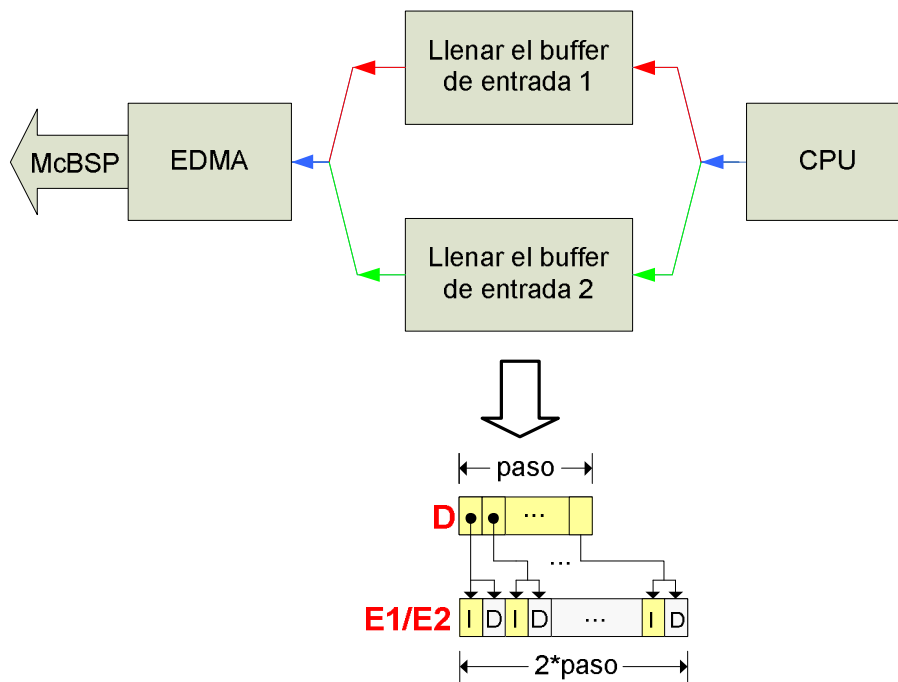 Llenar el buffer
de entrada 1
McBSP
EDMA
CPU
Llenar el buffer
de entrada 2
paso
D
...
...
E1/E2
I D I D ... I D
2*paso